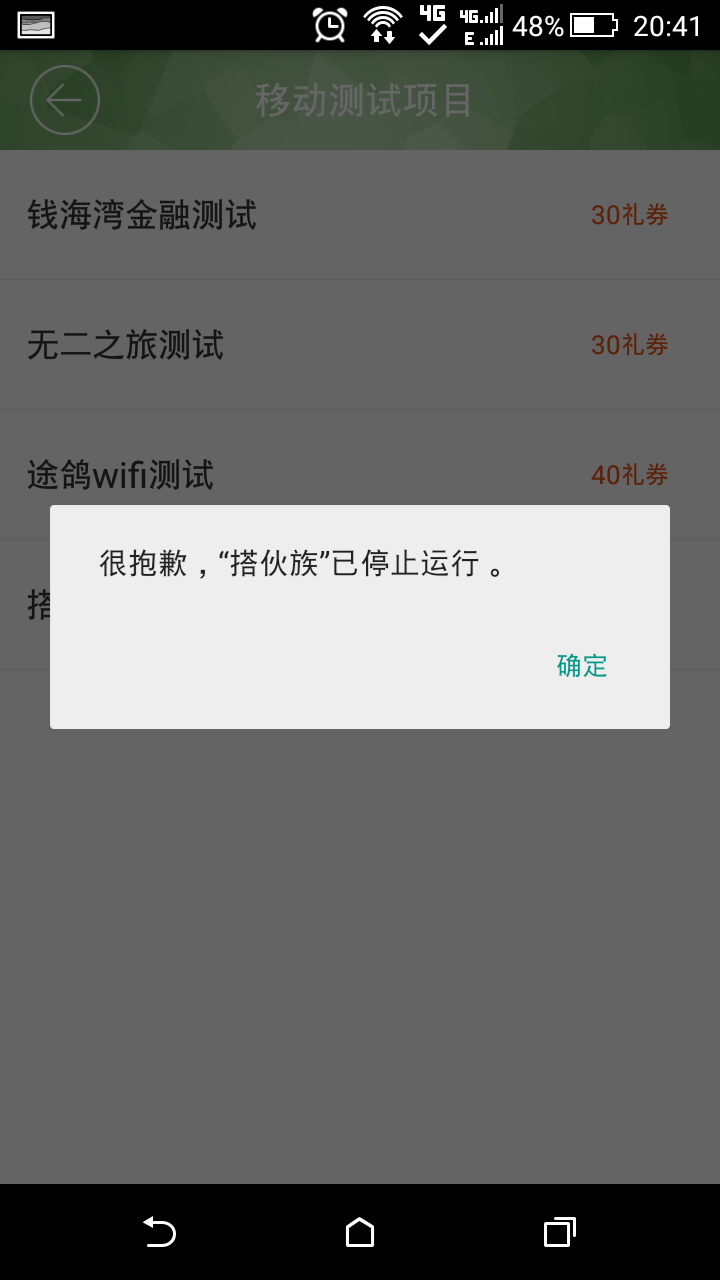 4G 4G E 48% 20:41
移动测试项目
钱海湾金融测试 30礼券
无二之旅测试 30礼券
途鸽wifi测试 40礼券
搭
很抱歉，“搭伙族”已停止运行。
确定